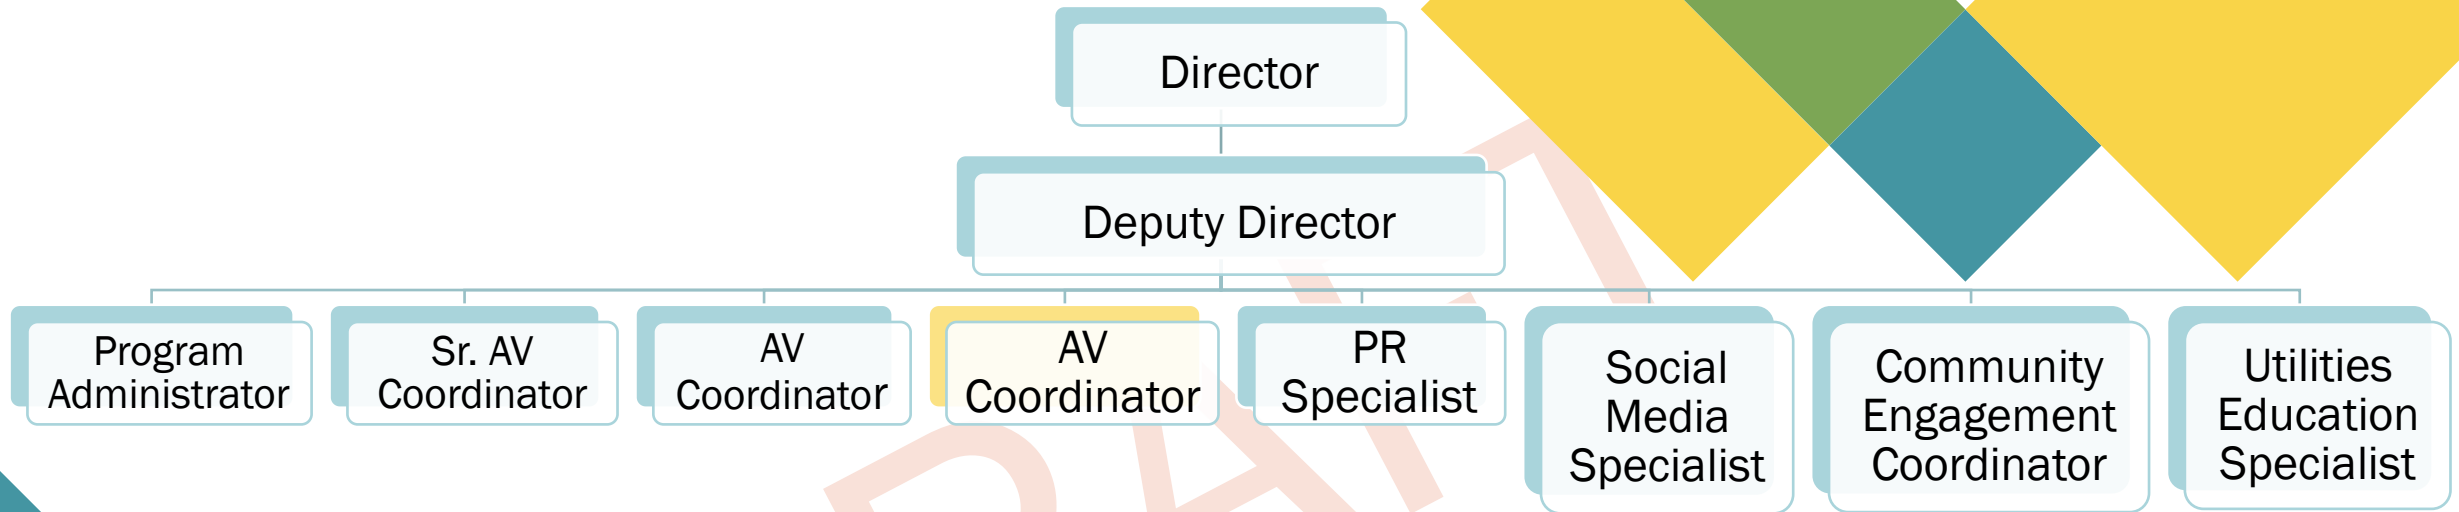 Director
Deputy Director
Program
Administrator
Sr. AV
Coordinator
AV
Coordinator
AV
Coordinator
PR
Specialist
Social
Media
Specialist
Community
Engagement
Coordinator
Utilities
Education
Specialist
DRAFT